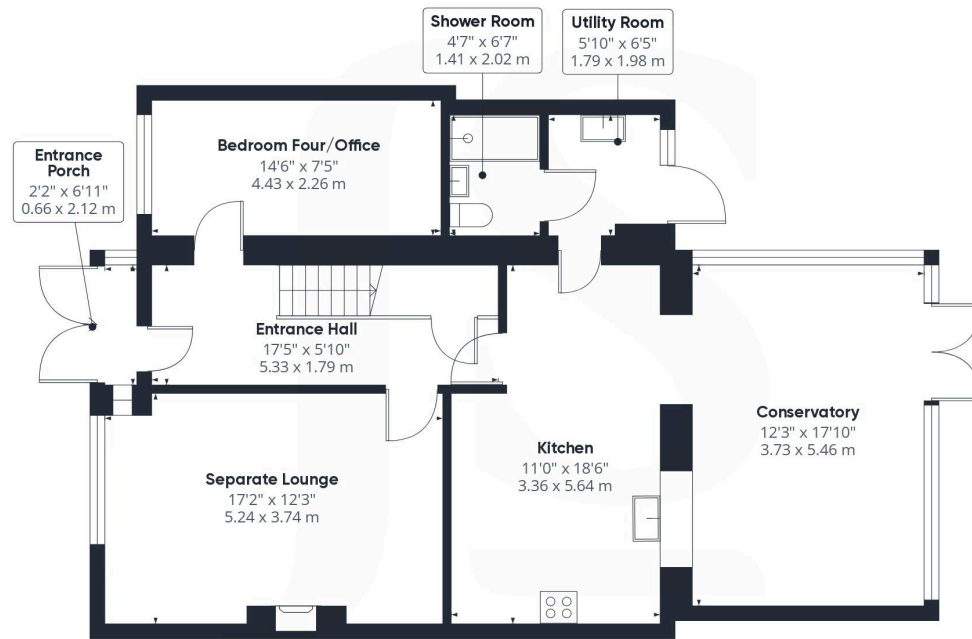 Shower Room
4'7" x 6'7"
1.41 x 2.02 m
Utility Room
5'10" x 6'5"
1.79 x 1.98 m
Entrance
Porch
2'2" x 6'11"
0.66 x 2.12 m
Bedroom Four/Office
14'6" x 7'5"
4.43 x 2.26 m
Entrance Hall
17'5" x 5'10"
5.33 x 1.79 m
Separate Lounge
17'2" x 12'3"
5.24 x 3.74 m
Kitchen
11'0" x 18'6"
3.36 x 5.64 m
Conservatory
12'3" x 17'10"
3.73 x 5.46 m